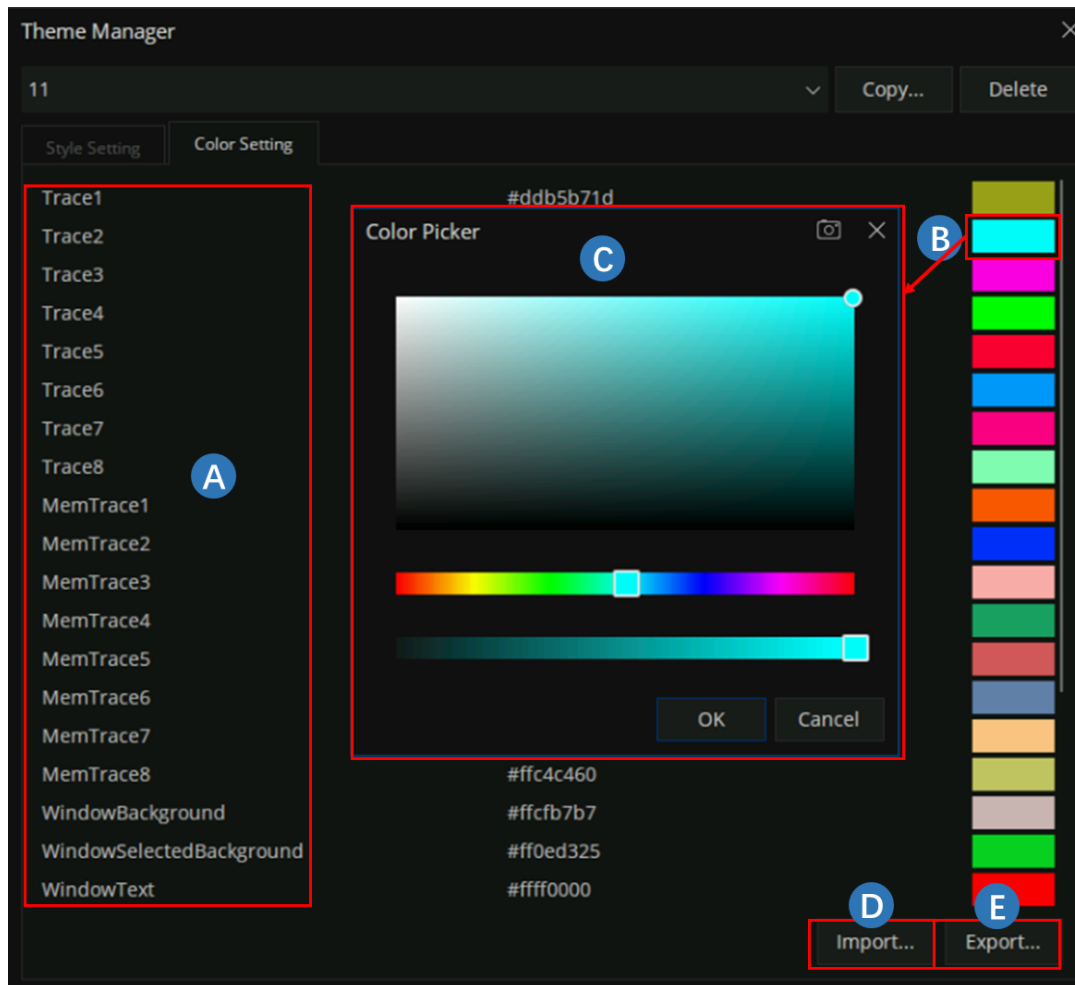 Theme Manager
11
Copy...
Delete
Style Setting
Color Setting
Trace1
#ddb5b71d
Trace2
Trace3
Trace4
Trace5
Trace6
Trace7
Trace8
MemTrace1
MemTrace2
MemTrace3
MemTrace4
MemTrace5
MemTrace6
MemTrace7
MemTrace8
#ffc4c460
WindowBackground
#ffcfb7b7
WindowSelectedBackground
#ff0ed325
WindowText
#ffff0000
A
Color Picker
C
B
OK
Cancel
D
E
Import...
Export...